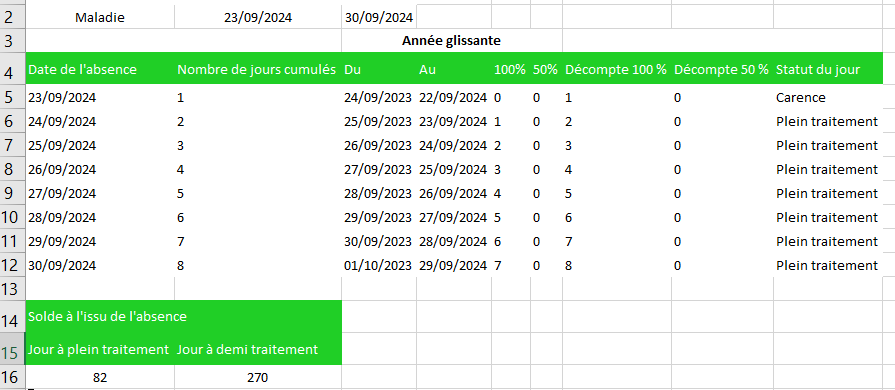 2 Maladie 23/09/2024 30/09/2024
3 Année glissante
4 Date de l'absence Nombre de jours cumulés Du Au 100% 50% Décompte 100 % Décompte 50 % Statut du jour
5 23/09/2024 1 24/09/2023 22/09/2024 0 0 1 0 Carence
6 24/09/2024 2 25/09/2023 23/09/2024 1 0 2 0 Plein traitement
7 25/09/2024 3 26/09/2023 24/09/2024 2 0 3 0 Plein traitement
8 26/09/2024 4 27/09/2023 25/09/2024 3 0 4 0 Plein traitement
9 27/09/2024 5 28/09/2023 26/09/2024 4 0 5 0 Plein traitement
10 28/09/2024 6 29/09/2023 27/09/2024 5 0 6 0 Plein traitement
11 29/09/2024 7 30/09/2023 28/09/2024 6 0 7 0 Plein traitement
12 30/09/2024 8 01/10/2023 29/09/2024 7 0 8 0 Plein traitement
13
14 Solde à l'issu de l'absence
15 Jour à plein traitement Jour à demi traitement
16 82 270